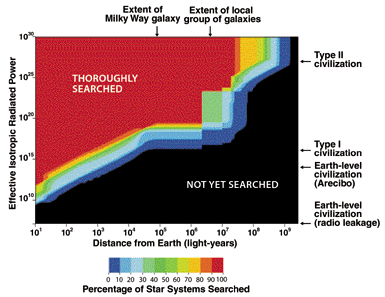 Extent of
Milky Way galaxy
Extent of local
group of galaxies
Effective Isotropic Radiated Power
10^30
10^25
10^20
10^15
10^10
THOROUGHLY
SEARCHED
NOT YET SEARCHED
Type II
civilization
Type I
civilization
Earth-level
civilization
(Arecibo)
Earth-level
civilization
(radio leakage)
10^1 10^2 10^3 10^4 10^5 10^6 10^7 10^8 10^9
Distance from Earth (light-years)
0 10 20 30 40 50 60 70 80 90 100
Percentage of Star Systems Searched